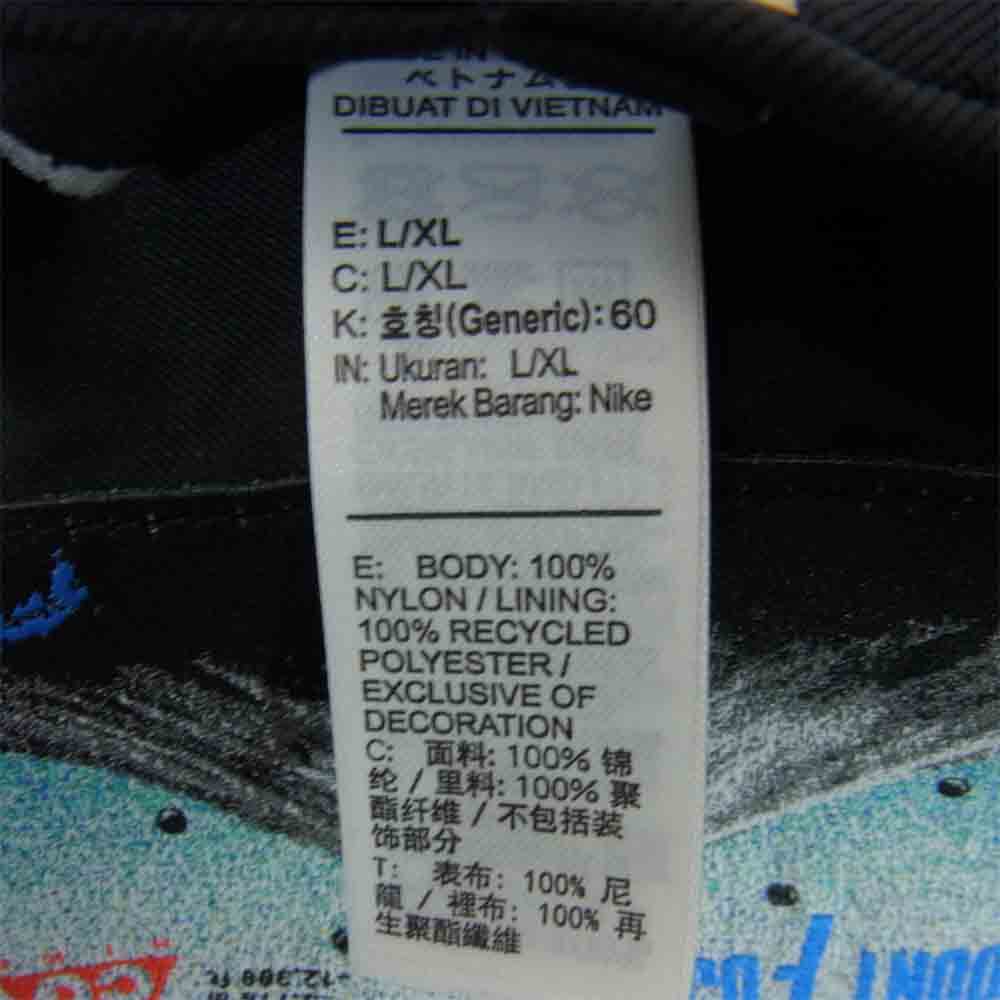 ベトナム
DIBUAT DI VIETNAM
E: L/XL
C: L/XL
K: 호칭(Generic): 60
IN: Ukuran: L/XL
Merek Barang: Nike
E: BODY: 100%
NYLON / LINING:
100% RECYCLED
POLYESTER /
EXCLUSIVE OF
DECORATION
C: 面料: 100% 锦
纶 / 里料: 100% 聚
酯纤维 / 不包括装
饰部分
T: 表布: 100% 尼
龍 / 裡布: 100% 再
生聚酯纖維
-12,388 ft